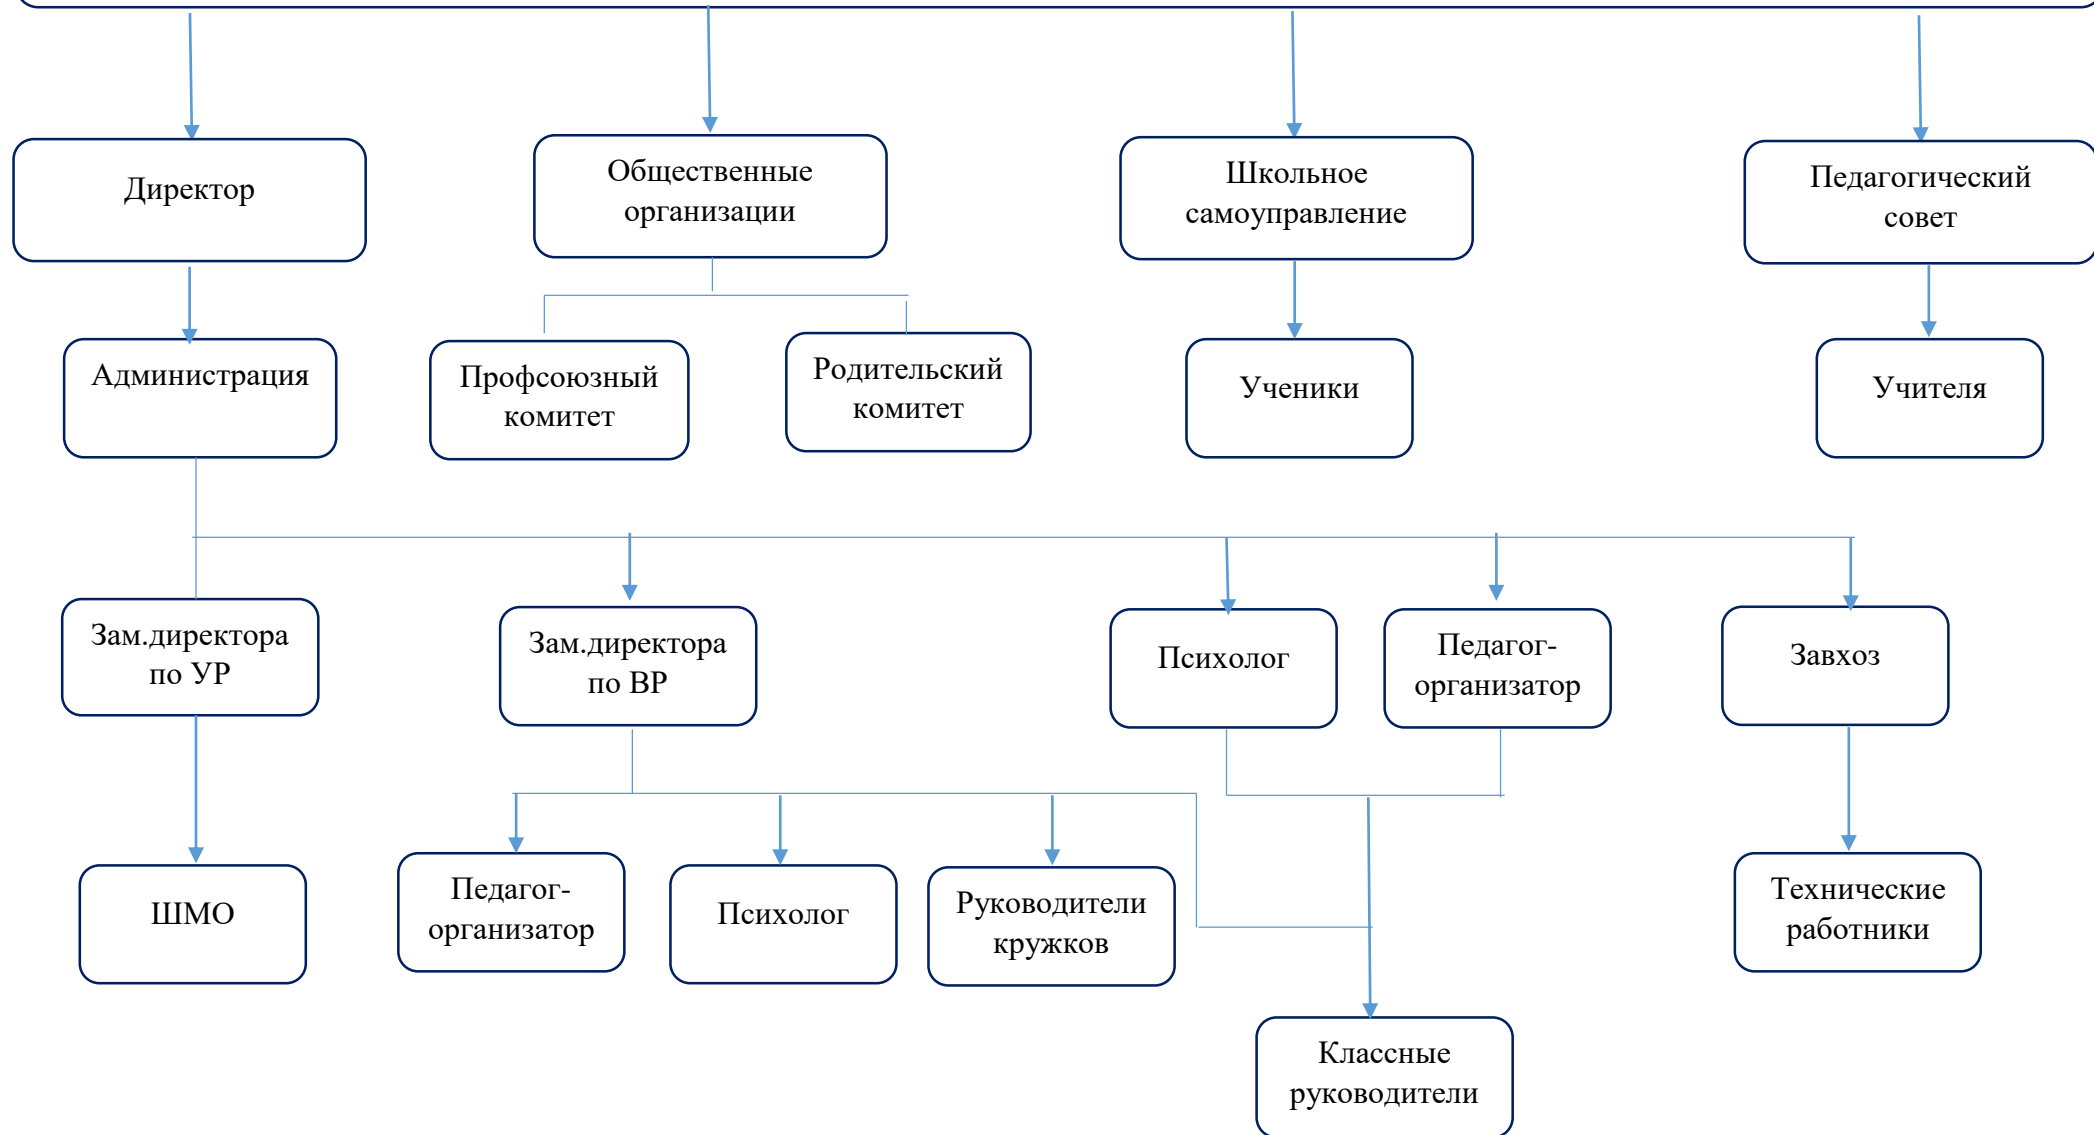 Директор
Общественные
организации
Школьное
самоуправление
Педагогический
совет
Администрация
Профсоюзный
комитет
Родительский
комитет
Ученики
Учителя
Зам.директора
по УР
Зам.директора
по ВР
Психолог
Педагог-
организатор
Завхоз
ШМО
Педагог-
организатор
Психолог
Руководители
кружков
Технические
работники
Классные
руководители